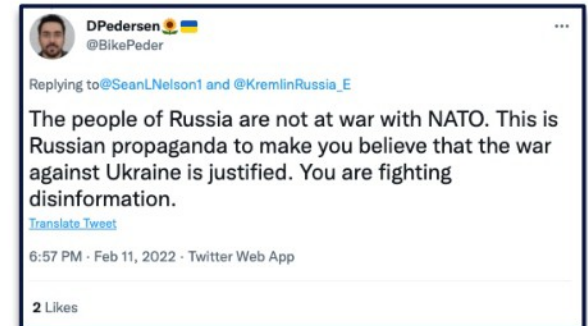 DPedersen🌻🇺🇦
@BikePeder
Replying to@SeanLNelson1 and @KremlinRussia_E
The people of Russia are not at war with NATO. This is
Russian propaganda to make you believe that the war
against Ukraine is justified. You are fighting
disinformation.
Translate Tweet
6:57 PM · Feb 11, 2022 · Twitter Web App
2 Likes